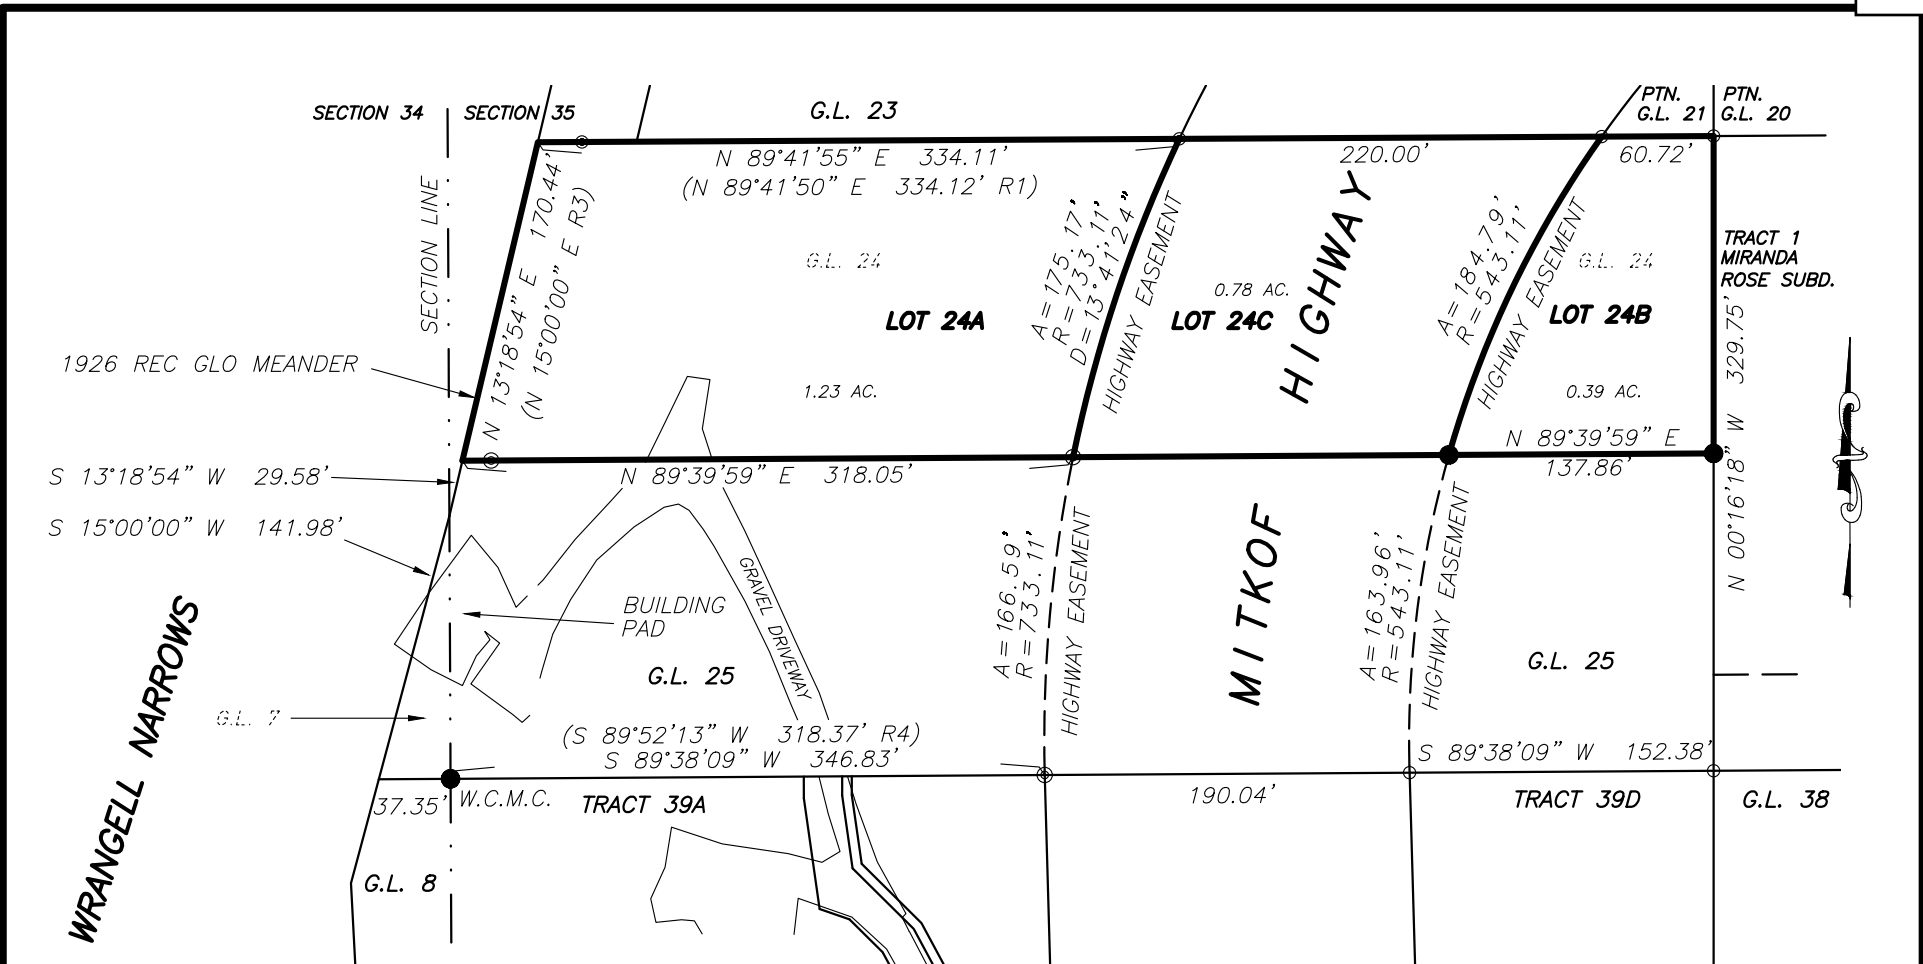 SECTION 34
SECTION 35
G.L. 23
PTN.
G.L. 21
PTN.
G.L. 20
N 89°41'55" E 334.11'
(N 89°41'50" E 334.12' R1)
220.00'
60.72'
SECTION LINE
N 13°18'54" E 170.44'
(N 15°00'00" E R3)
G.L. 24
LOT 24A
1.23 AC.
A=175.17'
R=733.11'
D=13°41'24"
HIGHWAY EASEMENT
0.78 AC.
LOT 24C
HIGHWAY
A=184.79'
R=543.11'
HIGHWAY EASEMENT
G.L. 24
LOT 24B
0.39 AC.
TRACT 1
MIRANDA
ROSE SUBD.
N 00°16'18" W 329.75'
1926 REC GLO MEANDER
N 89°39'59" E
137.86'
S 13°18'54" W 29.58'
N 89°39'59" E 318.05'
S 15°00'00" W 141.98'
BUILDING
PAD
GRAVEL DRIVEWAY
A=166.59'
R=733.11'
HIGHWAY EASEMENT
MITKOF
A=163.96'
R=543.11'
HIGHWAY EASEMENT
G.L. 25
G.L. 25
WRANGELL NARROWS
G.L. 7
(S 89°52'13" W 318.37' R4)
S 89°38'09" W 346.83'
S 89°38'09" W 152.38'
37.35'
W.C.M.C.
TRACT 39A
190.04'
TRACT 39D
G.L. 38
G.L. 8